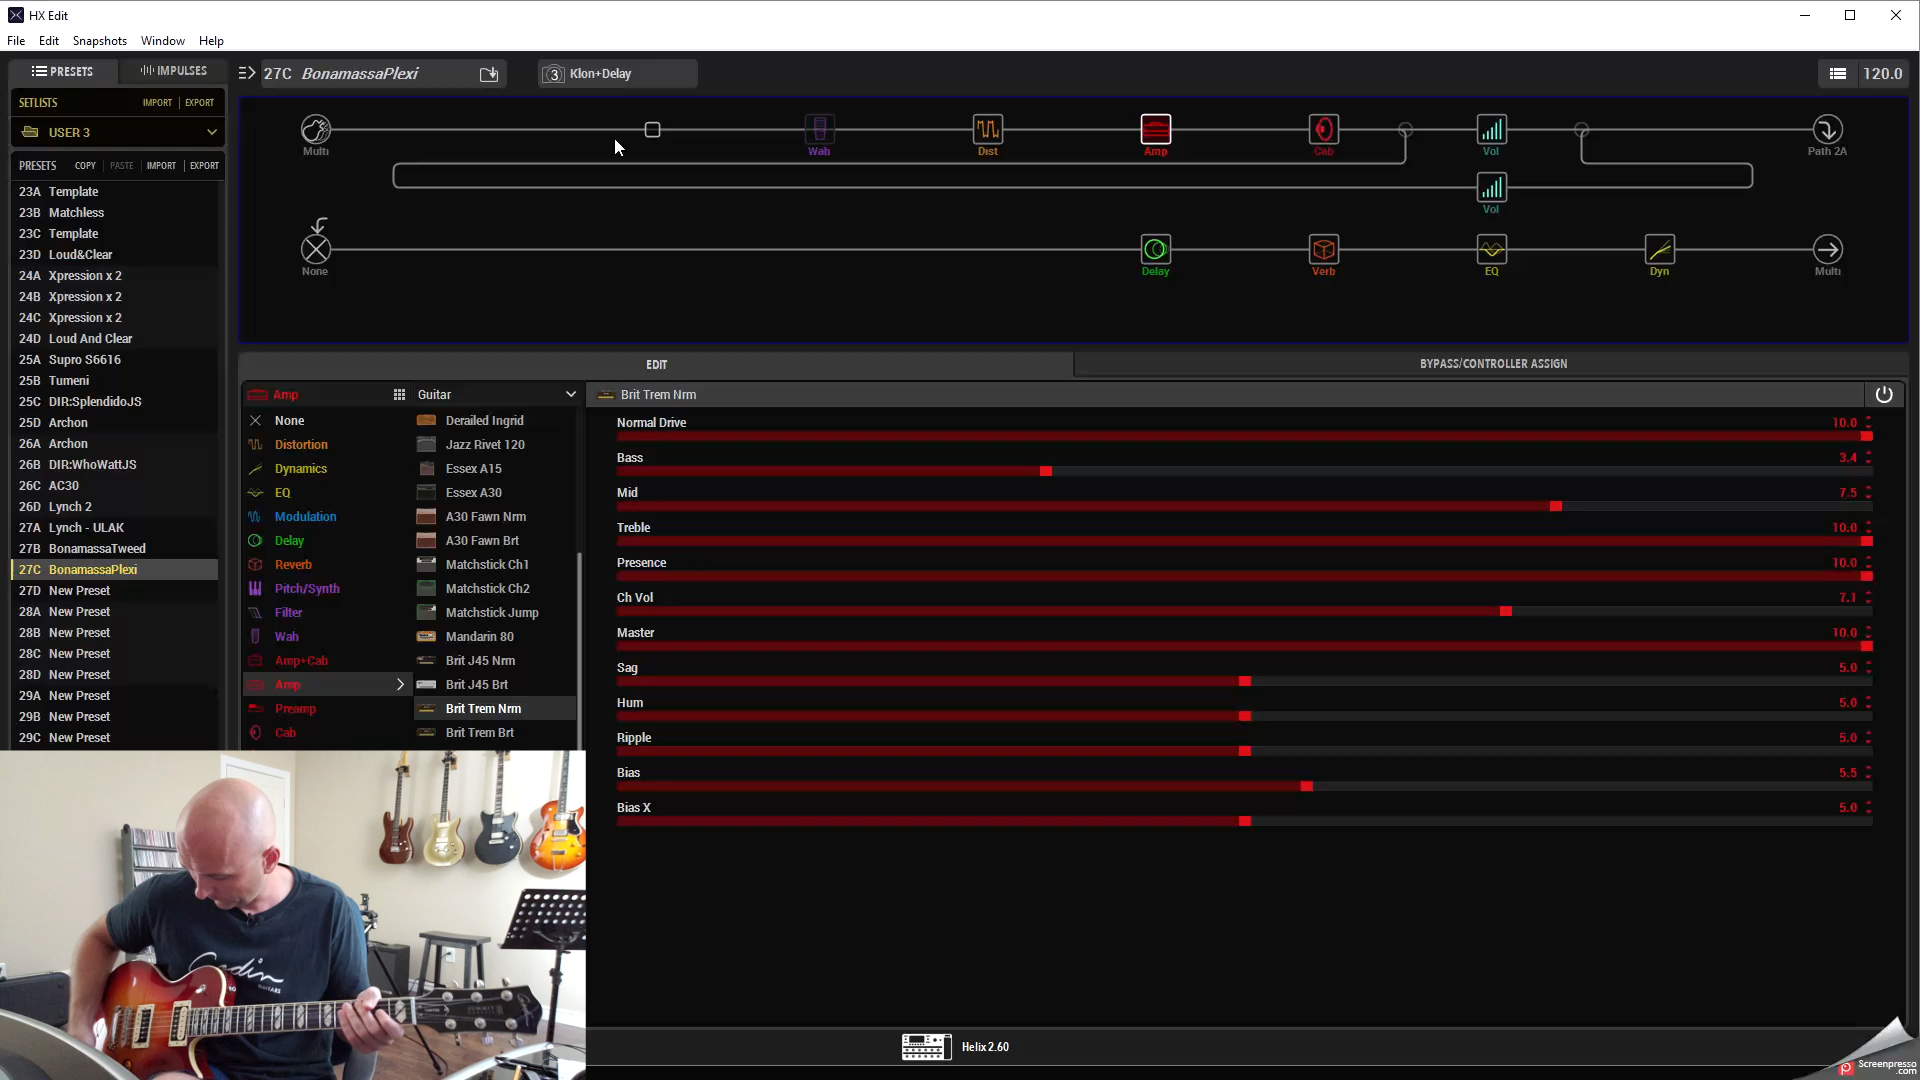 HX Edit
File Edit Snapshots Window Help
PRESETS IMPULSES
27C BonamassaPlexi
3 Klon+Delay
120.0
SETLISTS IMPORT EXPORT
USER 3
PRESETS COPY PASTE IMPORT EXPORT
23A Template
23B Matchless
23C Template
23D Loud&Clear
24A Xpression x 2
24B Xpression x 2
24C Xpression x 2
24D Loud And Clear
25A Supro S6616
25B Tumeni
25C DIR:SplendidoJS
25D Archon
26A Archon
26B DIR:WhoWattJS
26C AC30
26D Lynch 2
27A Lynch - ULAK
27B BonamassaTweed
27C BonamassaPlexi
27D New Preset
28A New Preset
28B New Preset
28C New Preset
28D New Preset
29A New Preset
29B New Preset
29C New Preset
Multi Wah Dist Amp Cab Vol Path 2A
Vol
None Delay Verb EQ Dyn Multi
EDIT BYPASS/CONTROLLER ASSIGN
Amp Guitar
None
Distortion
Dynamics
EQ
Modulation
Delay
Reverb
Pitch/Synth
Filter
Wah
Amp+Cab
Amp
Preamp
Cab
Derailed Ingrid
Jazz Rivet 120
Essex A15
Essex A30
A30 Fawn Nrm
A30 Fawn Brt
Matchstick Ch1
Matchstick Ch2
Matchstick Jump
Mandarin 80
Brit J45 Nrm
Brit J45 Brt
Brit Trem Nrm
Brit Trem Brt
Brit Trem Nrm
Normal Drive 10.0
Bass 3.4
Mid 7.5
Treble 10.0
Presence 10.0
Ch Vol 7.1
Master 10.0
Sag 5.0
Hum 5.0
Ripple 5.0
Bias 5.5
Bias X 5.0
Godin
GUITARS
Helix 2.60
Screenpresso
.com